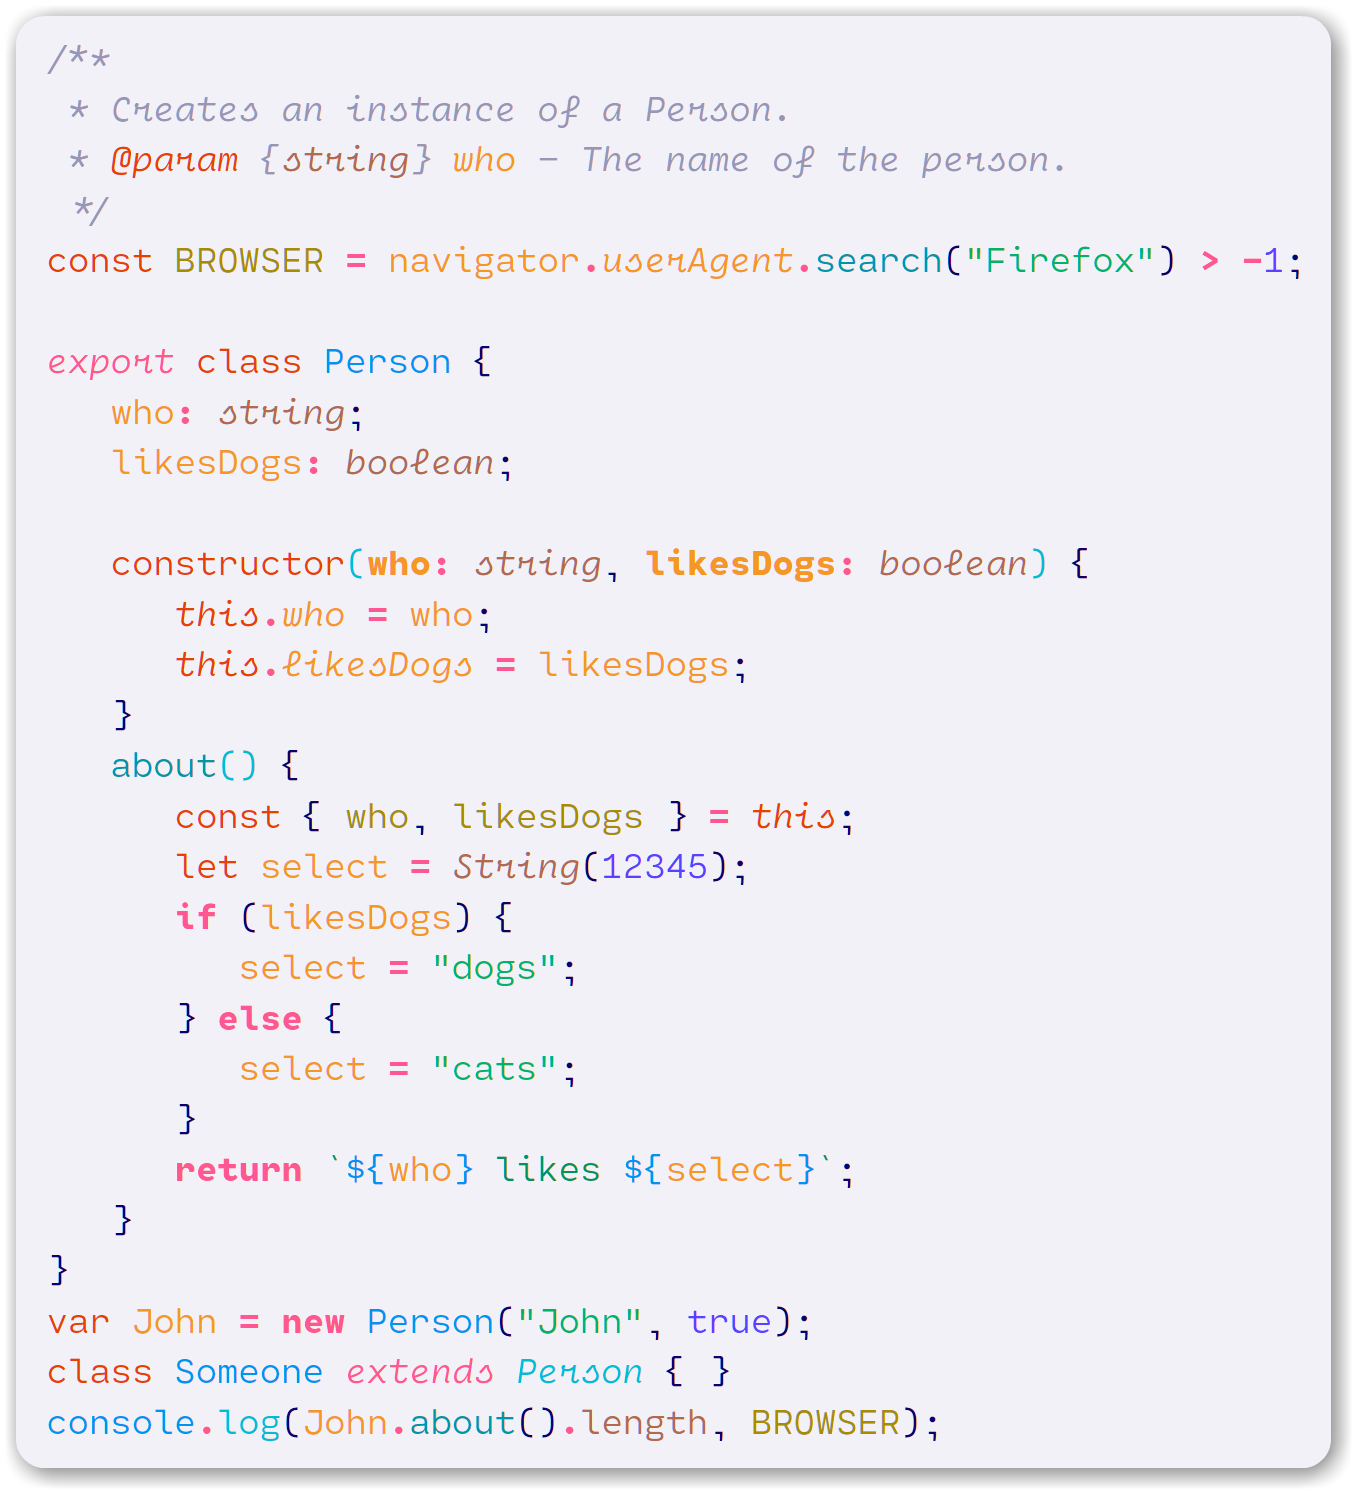 /**
 * Creates an instance of a Person.
 * @param {string} who - The name of the person.
 */
const BROWSER = navigator.userAgent.search("Firefox") > -1;

export class Person {
   who: string;
   likesDogs: boolean;

   constructor(who: string, likesDogs: boolean) {
      this.who = who;
      this.likesDogs = likesDogs;
   }
   about() {
      const { who, likesDogs } = this;
      let select = String(12345);
      if (likesDogs) {
         select = "dogs";
      } else {
         select = "cats";
      }
      return `${who} likes ${select}`;
   }
}
var John = new Person("John", true);
class Someone extends Person { }
console.log(John.about().length, BROWSER);